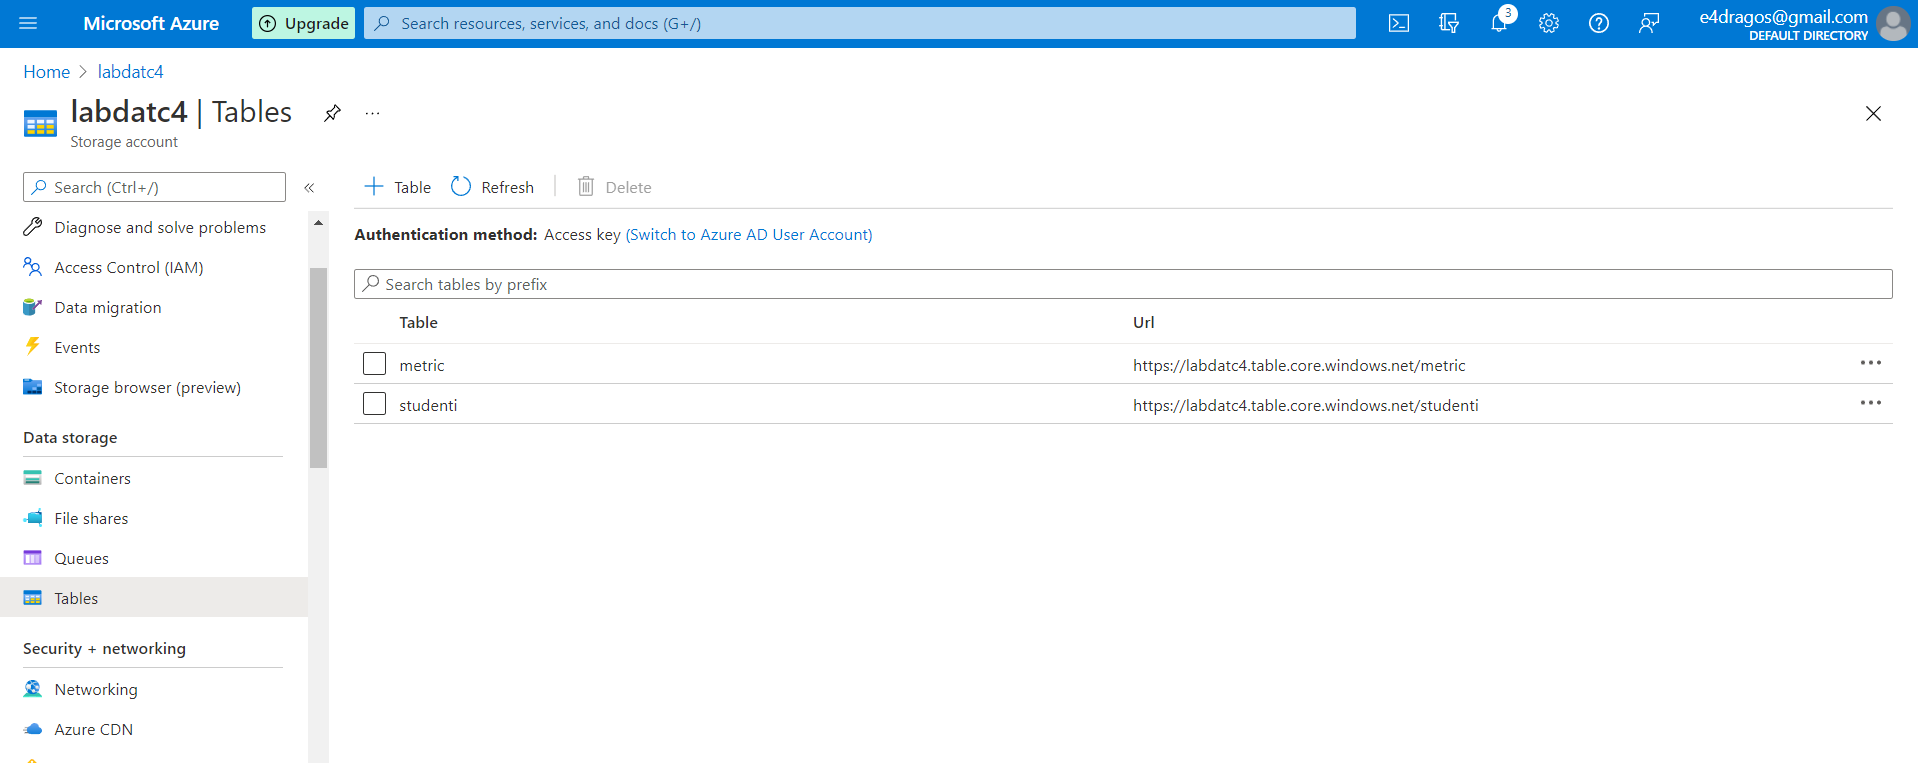 Microsoft Azure
Upgrade
Search resources, services, and docs (G+/)
3
e4dragos@gmail.com
DEFAULT DIRECTORY
Home > labdatc4
labdatc4 | Tables
...
Storage account
Search (Ctrl+/)
«
Diagnose and solve problems
Access Control (IAM)
Data migration
Events
Storage browser (preview)
Data storage
Containers
File shares
Queues
Tables
Security + networking
Networking
Azure CDN
+ Table
Refresh
Delete
Authentication method: Access key (Switch to Azure AD User Account)
Search tables by prefix
Table Url
metric https://labdatc4.table.core.windows.net/metric ...
studenti https://labdatc4.table.core.windows.net/studenti ...